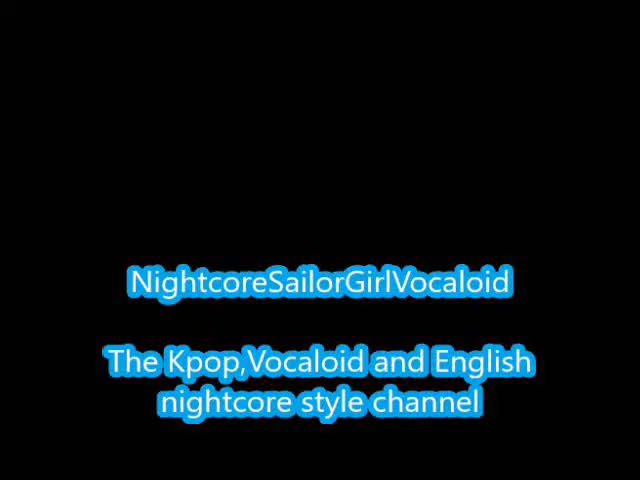 NightcoreSailorGirlVocaloid
The Kpop,Vocaloid and English
nightcore style channel